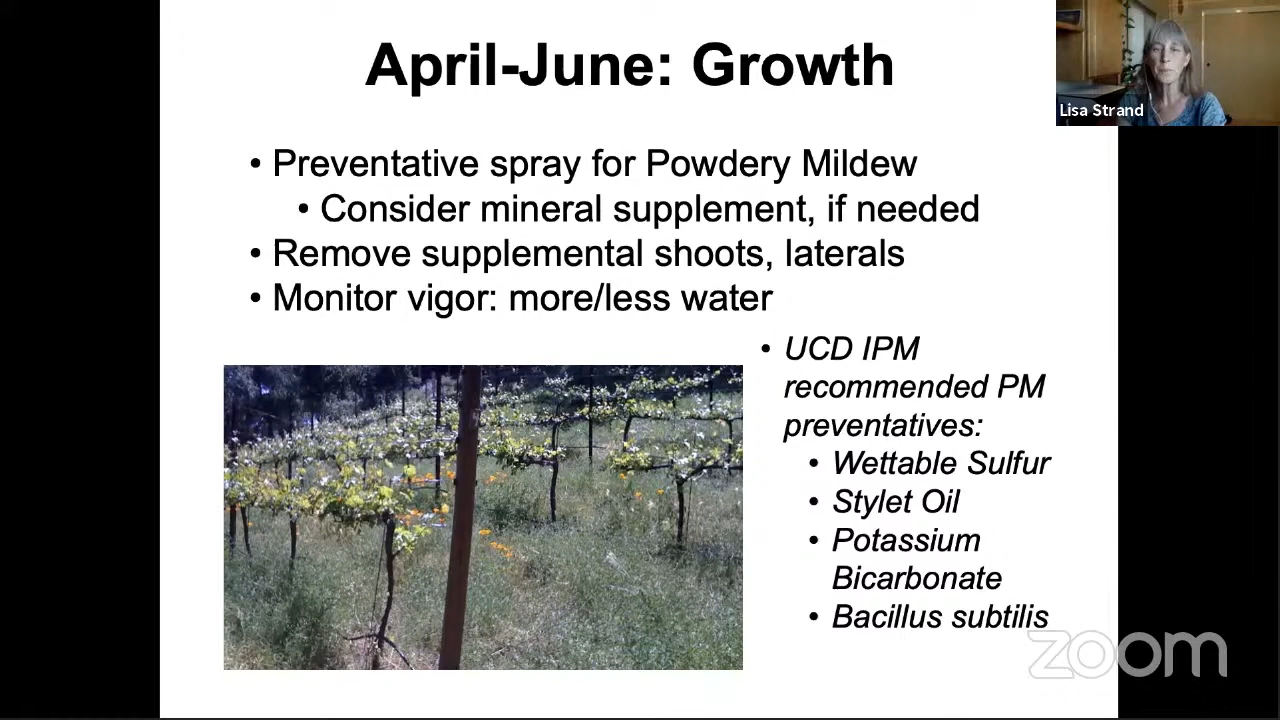 April-June: Growth
Lisa Strand
• Preventative spray for Powdery Mildew
• Consider mineral supplement, if needed
• Remove supplemental shoots, laterals
• Monitor vigor: more/less water
• UCD IPM
recommended PM
preventatives:
• Wettable Sulfur
• Stylet Oil
• Potassium
Bicarbonate
• Bacillus subtilis
zoom